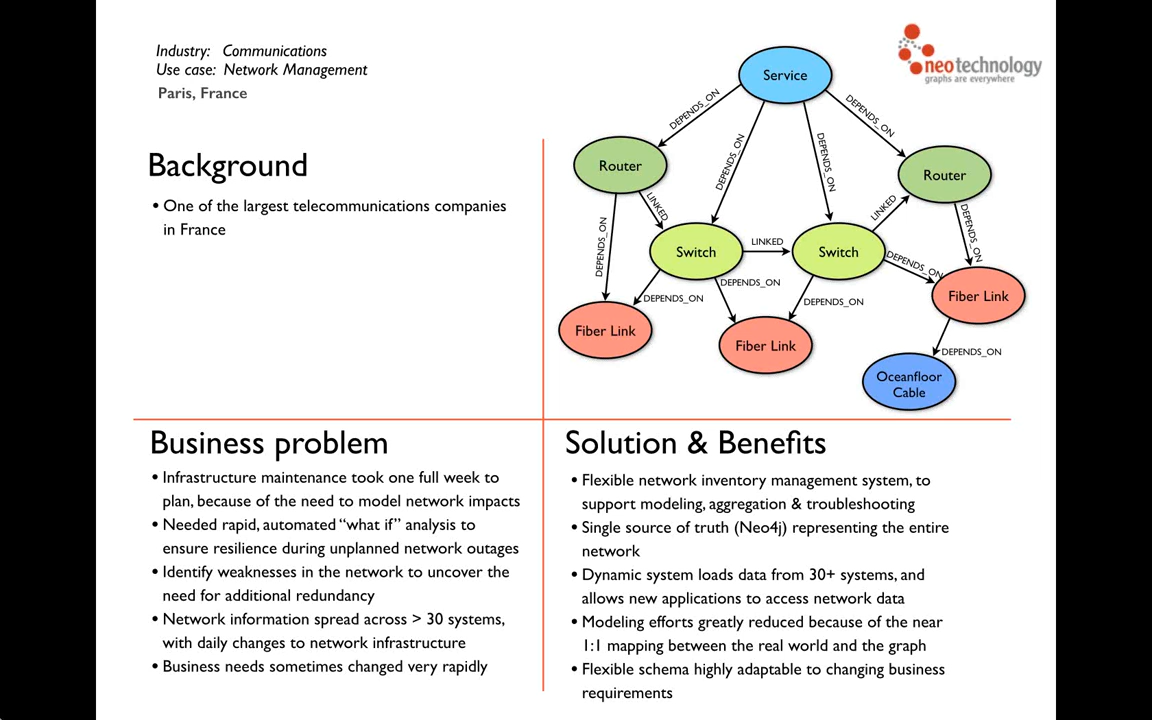 Industry: Communications
Use case: Network Management
Paris, France
neotechnology
graphs are everywhere
Service
DEPENDS_ON
DEPENDS_ON
DEPENDS_ON
DEPENDS_ON
Router
Router
LINKED
LINKED
DEPENDS_ON
DEPENDS_ON
Switch
LINKED
Switch
DEPENDS_ON
DEPENDS_ON
DEPENDS_ON
DEPENDS_ON
Fiber Link
Fiber Link
Fiber Link
DEPENDS_ON
Oceanfloor
Cable
Background
• One of the largest telecommunications companies
in France
Business problem
• Infrastructure maintenance took one full week to
plan, because of the need to model network impacts
• Needed rapid, automated “what if” analysis to
ensure resilience during unplanned network outages
• Identify weaknesses in the network to uncover the
need for additional redundancy
• Network information spread across > 30 systems,
with daily changes to network infrastructure
• Business needs sometimes changed very rapidly
Solution & Benefits
• Flexible network inventory management system, to
support modeling, aggregation & troubleshooting
• Single source of truth (Neo4j) representing the entire
network
• Dynamic system loads data from 30+ systems, and
allows new applications to access network data
• Modeling efforts greatly reduced because of the near
1:1 mapping between the real world and the graph
• Flexible schema highly adaptable to changing business
requirements